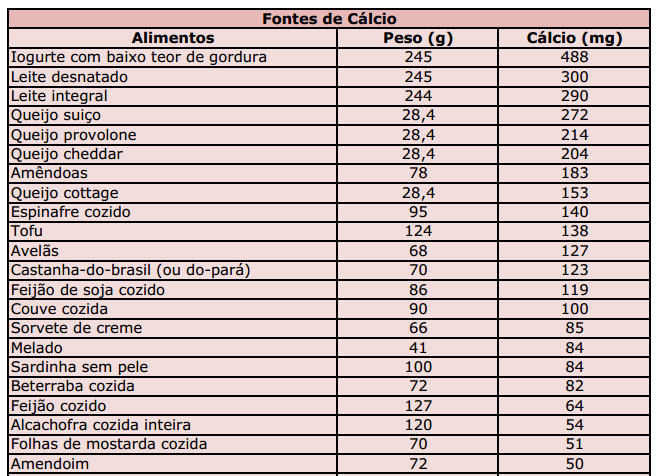 Fontes de Cálcio
Alimentos Peso (g) Cálcio (mg)
Iogurte com baixo teor de gordura 245 488
Leite desnatado 245 300
Leite integral 244 290
Queijo suiço 28,4 272
Queijo provolone 28,4 214
Queijo cheddar 28,4 204
Amêndoas 78 183
Queijo cottage 28,4 153
Espinafre cozido 95 140
Tofu 124 138
Avelãs 68 127
Castanha-do-brasil (ou do-pará) 70 123
Feijão de soja cozido 86 119
Couve cozida 90 100
Sorvete de creme 66 85
Melado 41 84
Sardinha sem pele 100 84
Beterraba cozida 72 82
Feijão cozido 127 64
Alcachofra cozida inteira 120 54
Folhas de mostarda cozida 70 51
Amendoim 72 50